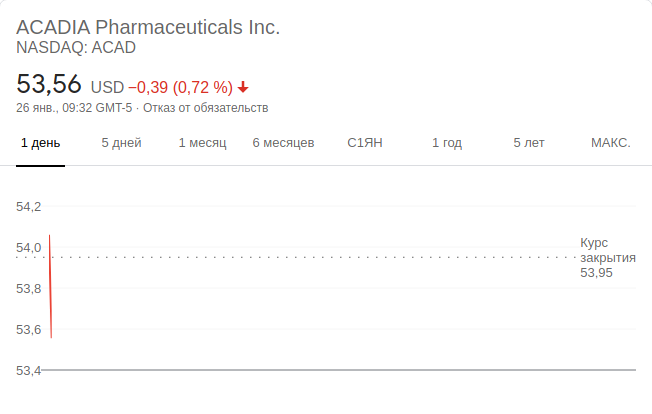 ACADIA Pharmaceuticals Inc.
NASDAQ: ACAD
53,56 USD −0,39 (0,72 %)
26 янв., 09:32 GMT-5 · Отказ от обязательств
1 день 5 дней 1 месяц 6 месяцев С1ЯН 1 год 5 лет МАКС.
54,2
54,0
53,8
53,6
53,4
Курс
закрытия
53,95